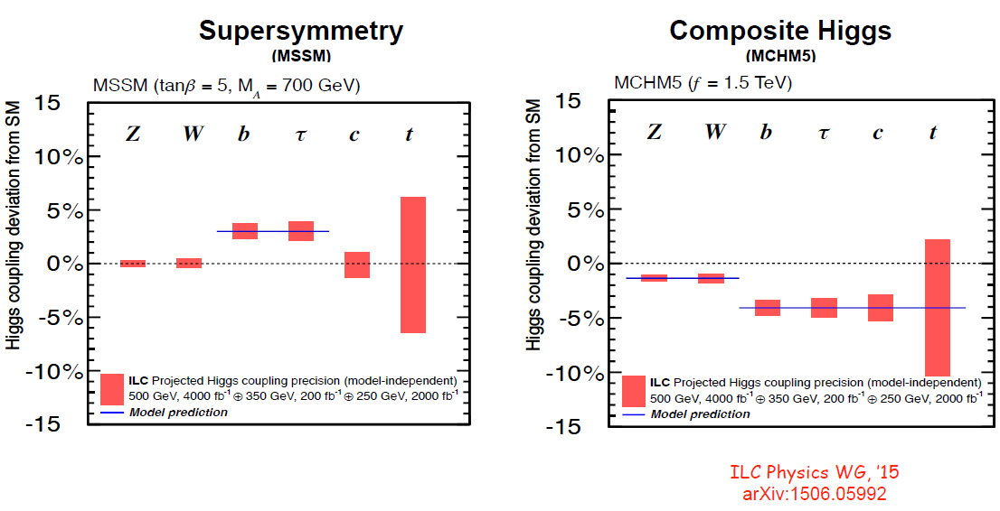 Supersymmetry
(MSSM)
MSSM (tanβ = 5, M_A = 700 GeV)
Higgs coupling deviation from SM
15
10%
5%
0%
-5%
-10%
-15
Z W b τ c t
ILC Projected Higgs coupling precision (model-independent)
500 GeV, 4000 fb⁻¹ ⊕ 350 GeV, 200 fb⁻¹ ⊕ 250 GeV, 2000 fb⁻¹
Model prediction
Composite Higgs
(MCHM5)
MCHM5 (f = 1.5 TeV)
Higgs coupling deviation from SM
15
10%
5%
0%
-5%
-10%
-15
Z W b τ c t
ILC Projected Higgs coupling precision (model-independent)
500 GeV, 4000 fb⁻¹ ⊕ 350 GeV, 200 fb⁻¹ ⊕ 250 GeV, 2000 fb⁻¹
Model prediction
ILC Physics WG, '15
arXiv:1506.05992